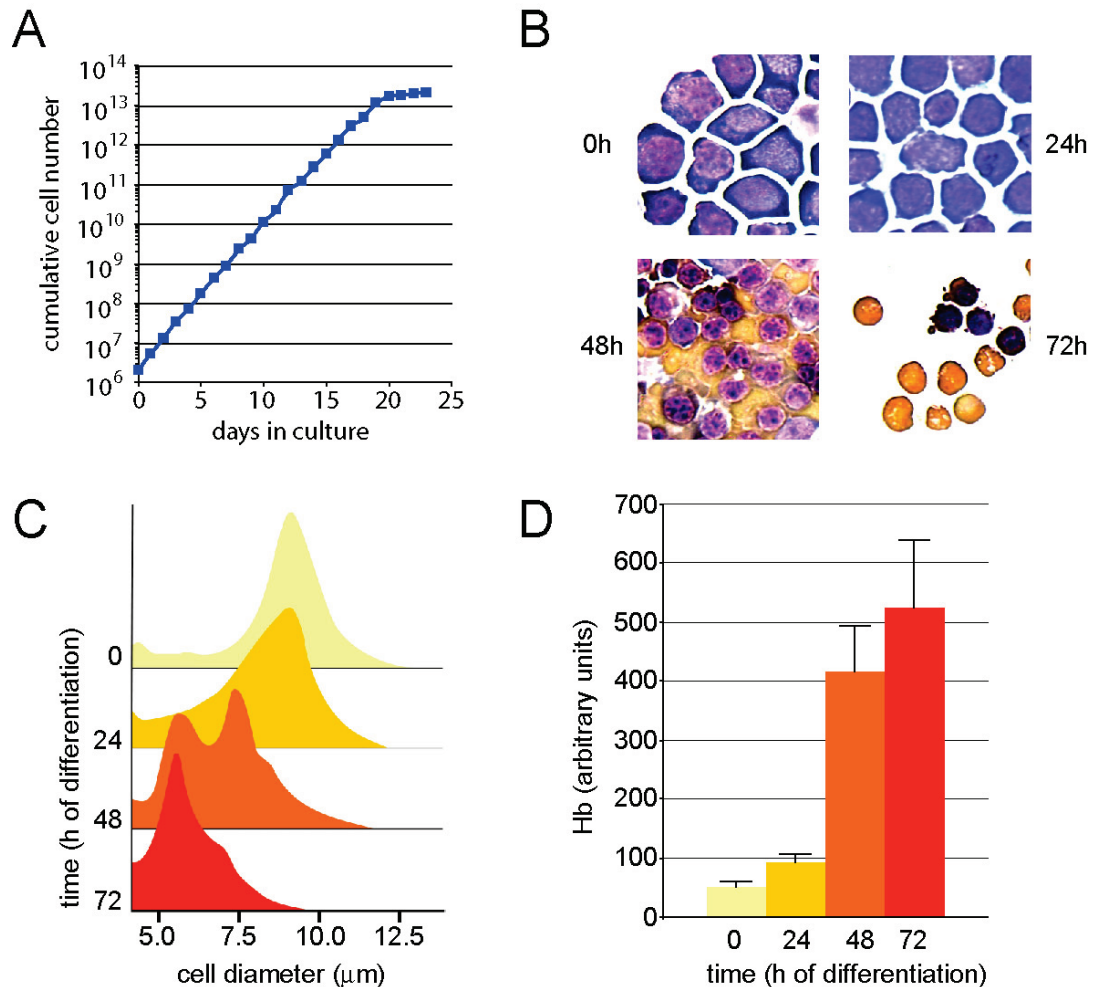 A
10^14
10^13
10^12
10^11
10^10
10^9
10^8
10^7
10^6
cumulative cell number
0 5 10 15 20 25
days in culture
B
0h
24h
48h
72h
C
0
24
48
72
time (h of differentiation)
5.0 7.5 10.0 12.5
cell diameter (μm)
D
700
600
500
400
300
200
100
0
Hb (arbitrary units)
0 24 48 72
time (h of differentiation)